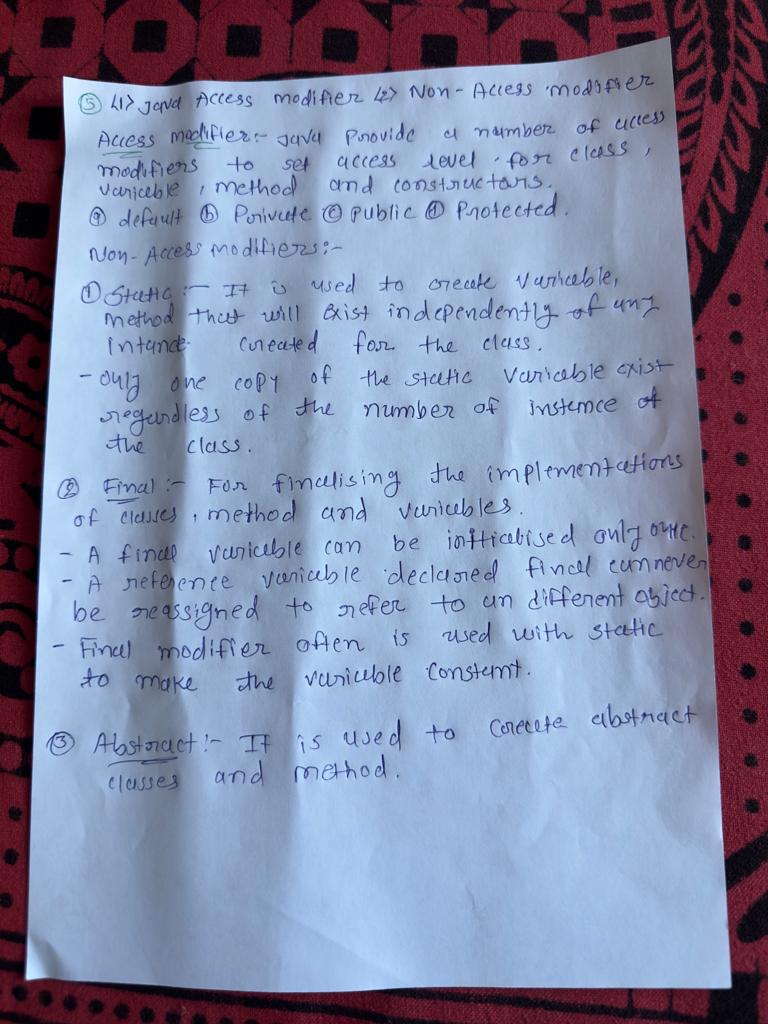 ⑤ <1> Java Access modifier <2> Non-Access modifier
Access modifier:- Java Provide a number of access
modifiers to set access level for class,
variable, method and constructors.
ⓐ default ⓑ Private ⓒ Public ⓓ Protected.
Non-Access modifiers:-
① Static:- It is used to create variable,
method that will exist independently of any
intance created for the class.
- only one copy of the static variable exist
regardless of the number of instance of
the class.
② Final:- For finalising the implementations
of classes, method and variables.
- A final variable can be initialised only once.
- A reference variable declared final can never
be reassigned to refer to an different object.
- Final modifier often is used with static
to make the variable constant.
③ Abstract:- It is used to create abstract
classes and method.